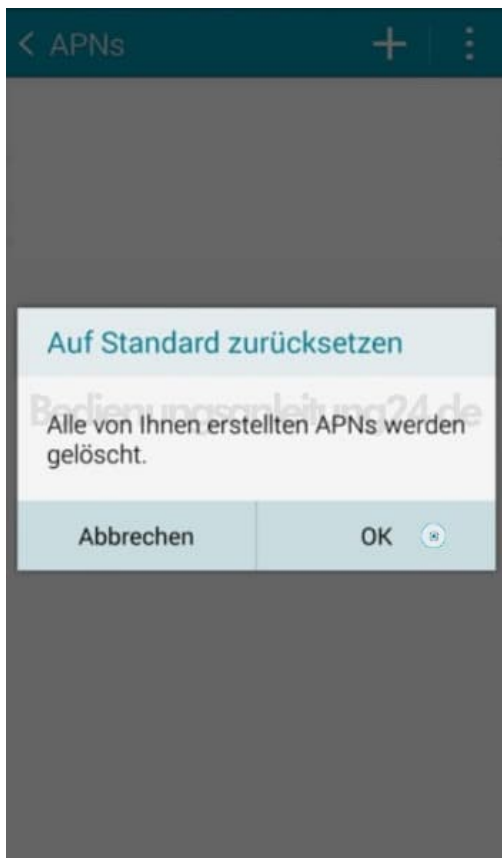 APNs
Auf Standard zurücksetzen
Bedienungsanleitung24.de
Alle von Ihnen erstellten APNs werden
gelöscht.
Abbrechen
OK